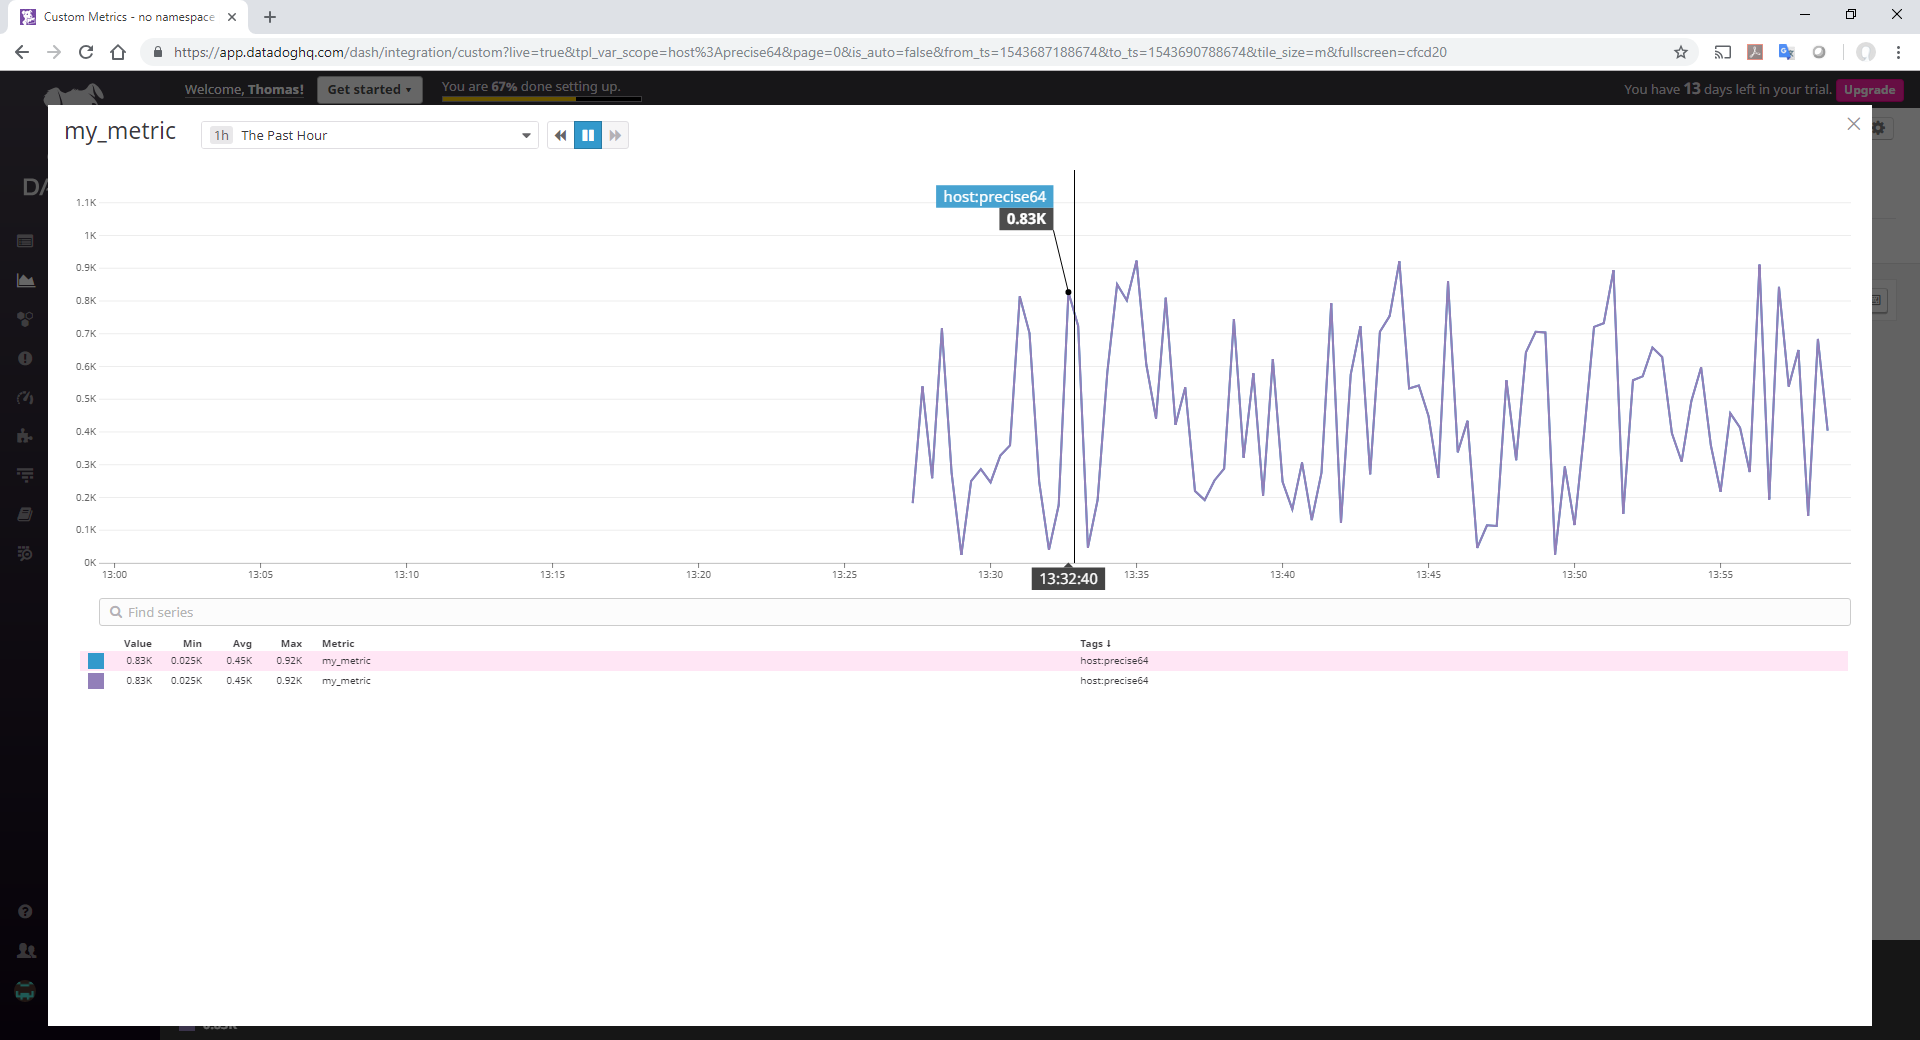 Custom Metrics - no namespace
https://app.datadoghq.com/dash/integration/custom?live=true&tpl_var_scope=host%3Aprecise64&page=0&is_auto=false&from_ts=1543687188674&to_ts=1543690788674&tile_size=m&fullscreen=cfcd20
Welcome, Thomas!
Get started
You are 67% done setting up.
You have 13 days left in your trial.
Upgrade
my_metric
1h The Past Hour
DA
host:precise64
0.83K
1.1K
1K
0.9K
0.8K
0.7K
0.6K
0.5K
0.4K
0.3K
0.2K
0.1K
0K
13:00 13:05 13:10 13:15 13:20 13:25 13:30 13:32:40 13:35 13:40 13:45 13:50 13:55
Find series
Value Min Avg Max Metric Tags ↓
0.83K 0.025K 0.45K 0.92K my_metric host:precise64
0.83K 0.025K 0.45K 0.92K my_metric host:precise64